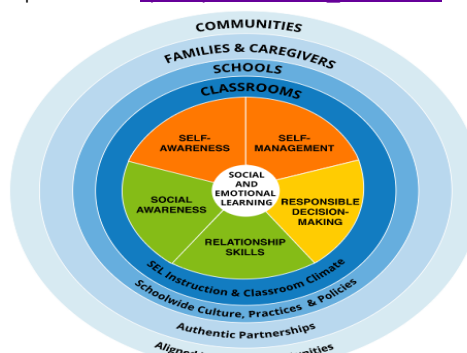 COMMUNITIES
FAMILIES & CAREGIVERS
SCHOOLS
CLASSROOMS
SELF-
AWARENESS
SELF-
MANAGEMENT
SOCIAL
AND
EMOTIONAL
LEARNING
SOCIAL
AWARENESS
RESPONSIBLE
DECISION-
MAKING
RELATIONSHIP
SKILLS
SEL Instruction & Classroom Climate
Schoolwide Culture, Practices & Policies
Authentic Partnerships
Aligned